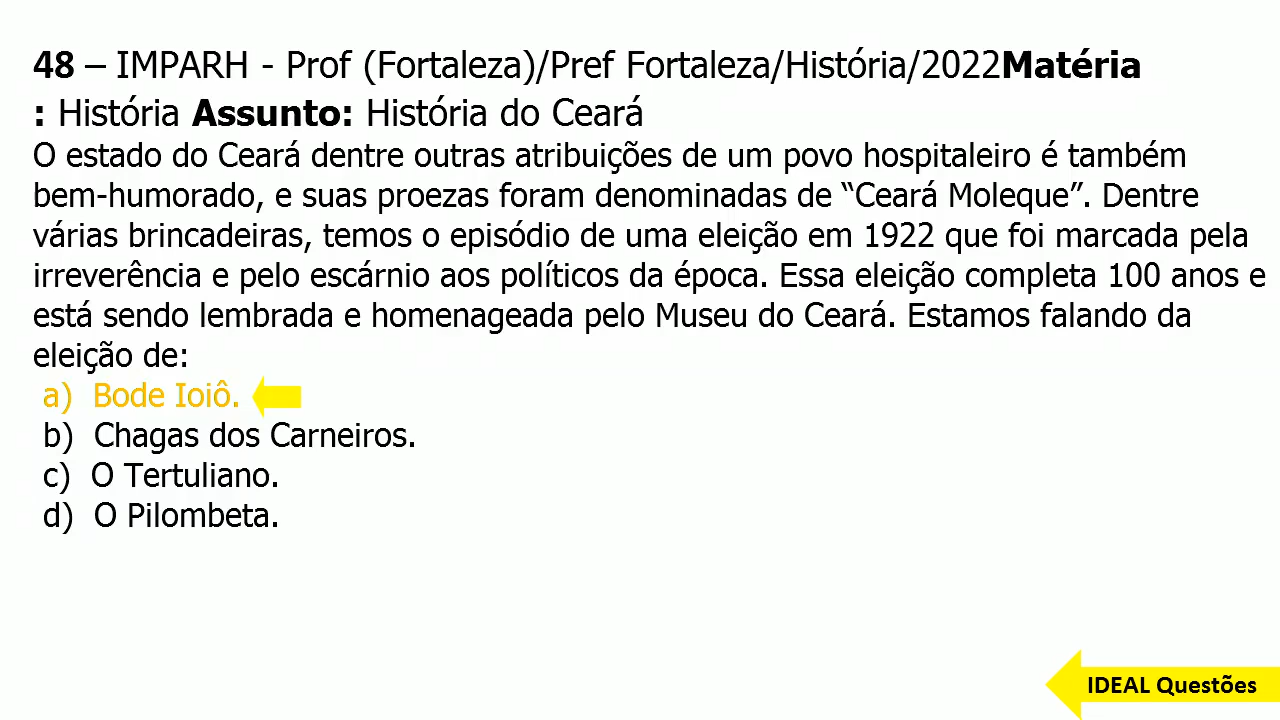 48 – IMPARH - Prof (Fortaleza)/Pref Fortaleza/História/2022Matéria
: História Assunto: História do Ceará
O estado do Ceará dentre outras atribuições de um povo hospitaleiro é também
bem-humorado, e suas proezas foram denominadas de “Ceará Moleque”. Dentre
várias brincadeiras, temos o episódio de uma eleição em 1922 que foi marcada pela
irreverência e pelo escárnio aos políticos da época. Essa eleição completa 100 anos e
está sendo lembrada e homenageada pelo Museu do Ceará. Estamos falando da
eleição de:
a) Bode Ioiô.
b) Chagas dos Carneiros.
c) O Tertuliano.
d) O Pilombeta.
IDEAL Questões